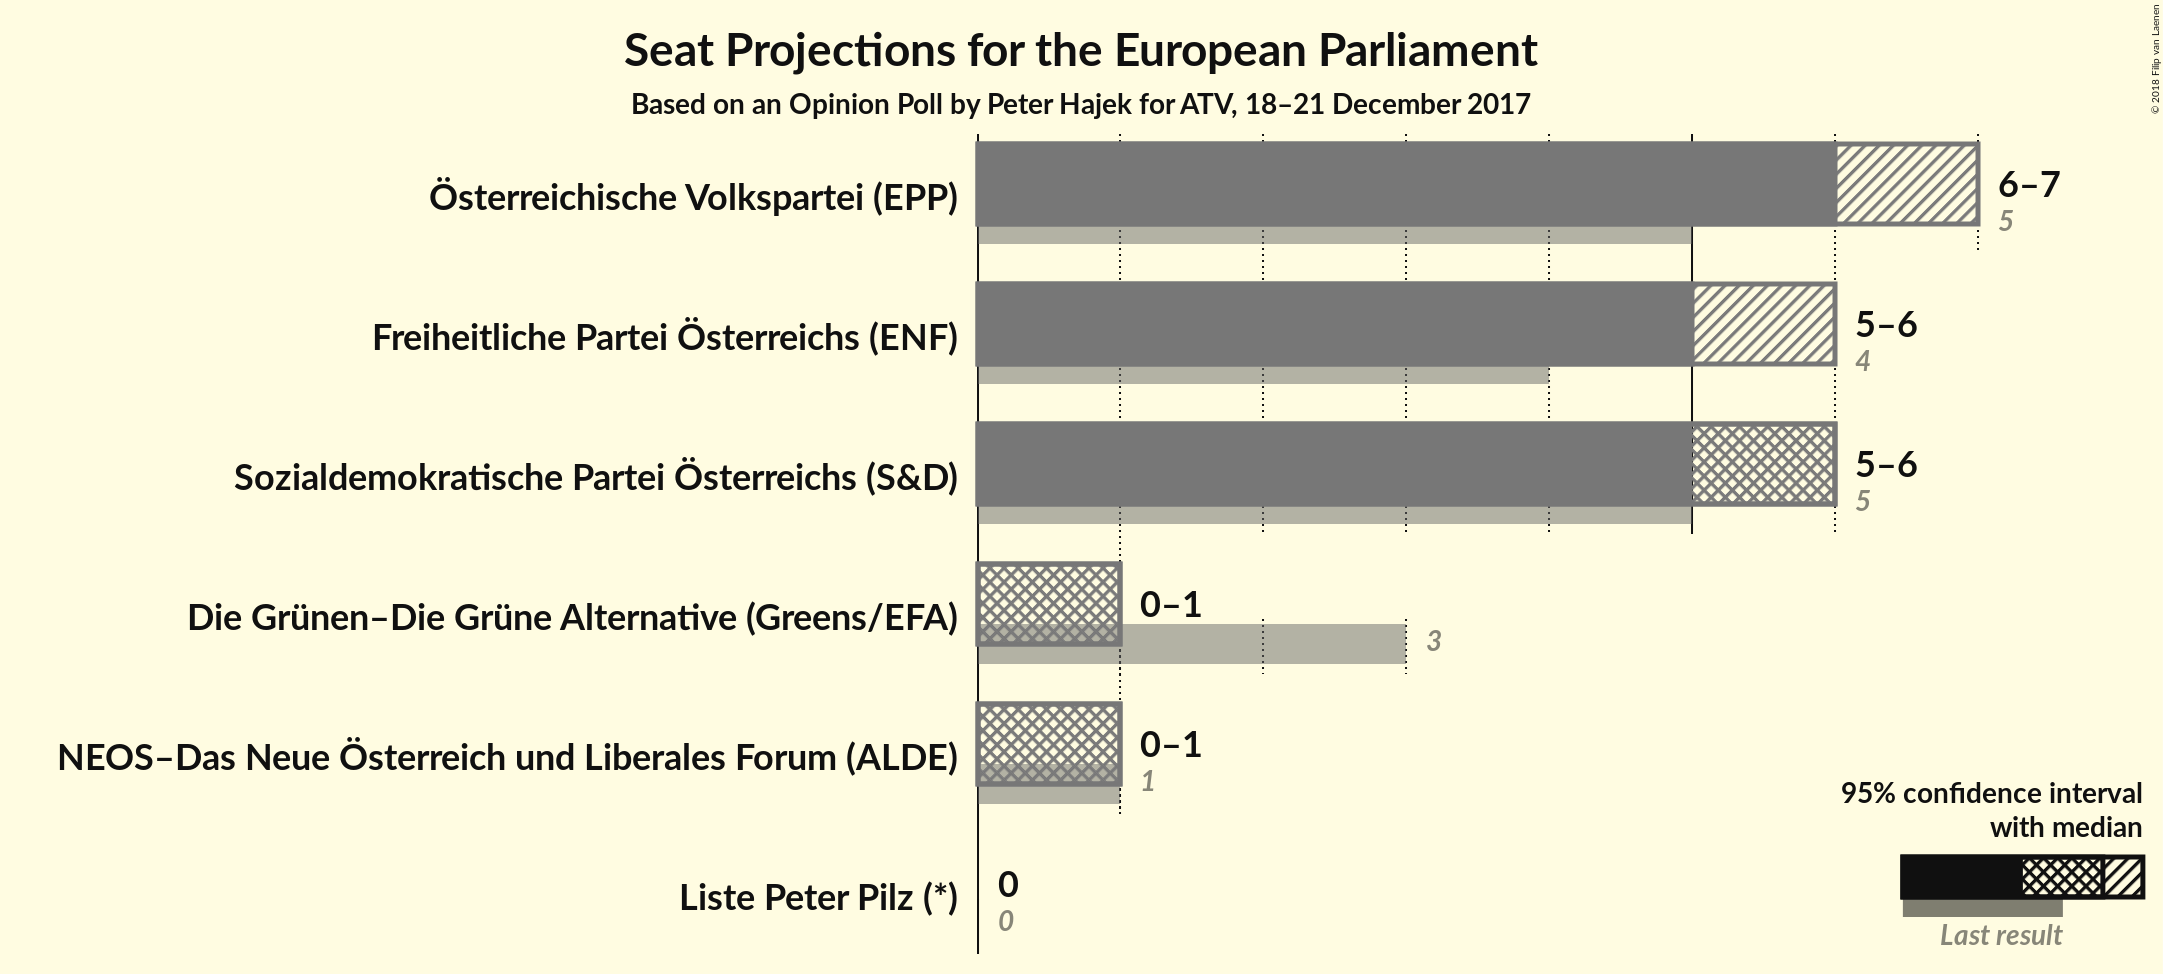 Seat Projections for the European Parliament
Based on an Opinion Poll by Peter Hajek for ATV, 18–21 December 2017
© 2018 Filip van Laenen
Österreichische Volkspartei (EPP)
6–7
5
Freiheitliche Partei Österreichs (ENF)
5–6
4
Sozialdemokratische Partei Österreichs (S&D)
5–6
5
Die Grünen–Die Grüne Alternative (Greens/EFA)
0–1
3
NEOS–Das Neue Österreich und Liberales Forum (ALDE)
0–1
1
Liste Peter Pilz (*)
0
0
95% confidence interval
with median
Last result